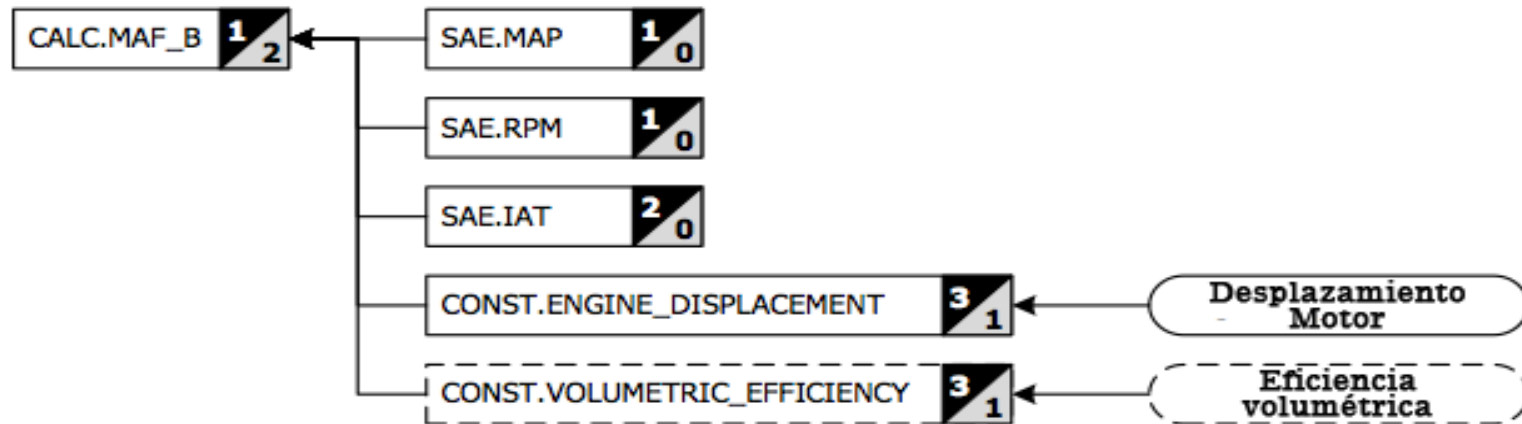 CALC.MAF_B 1 2
SAE.MAP 1 0
SAE.RPM 1 0
SAE.IAT 2 0
CONST.ENGINE_DISPLACEMENT 3 1
Desplazamiento
Motor
CONST.VOLUMETRIC_EFFICIENCY 3 1
Eficiencia
volumétrica